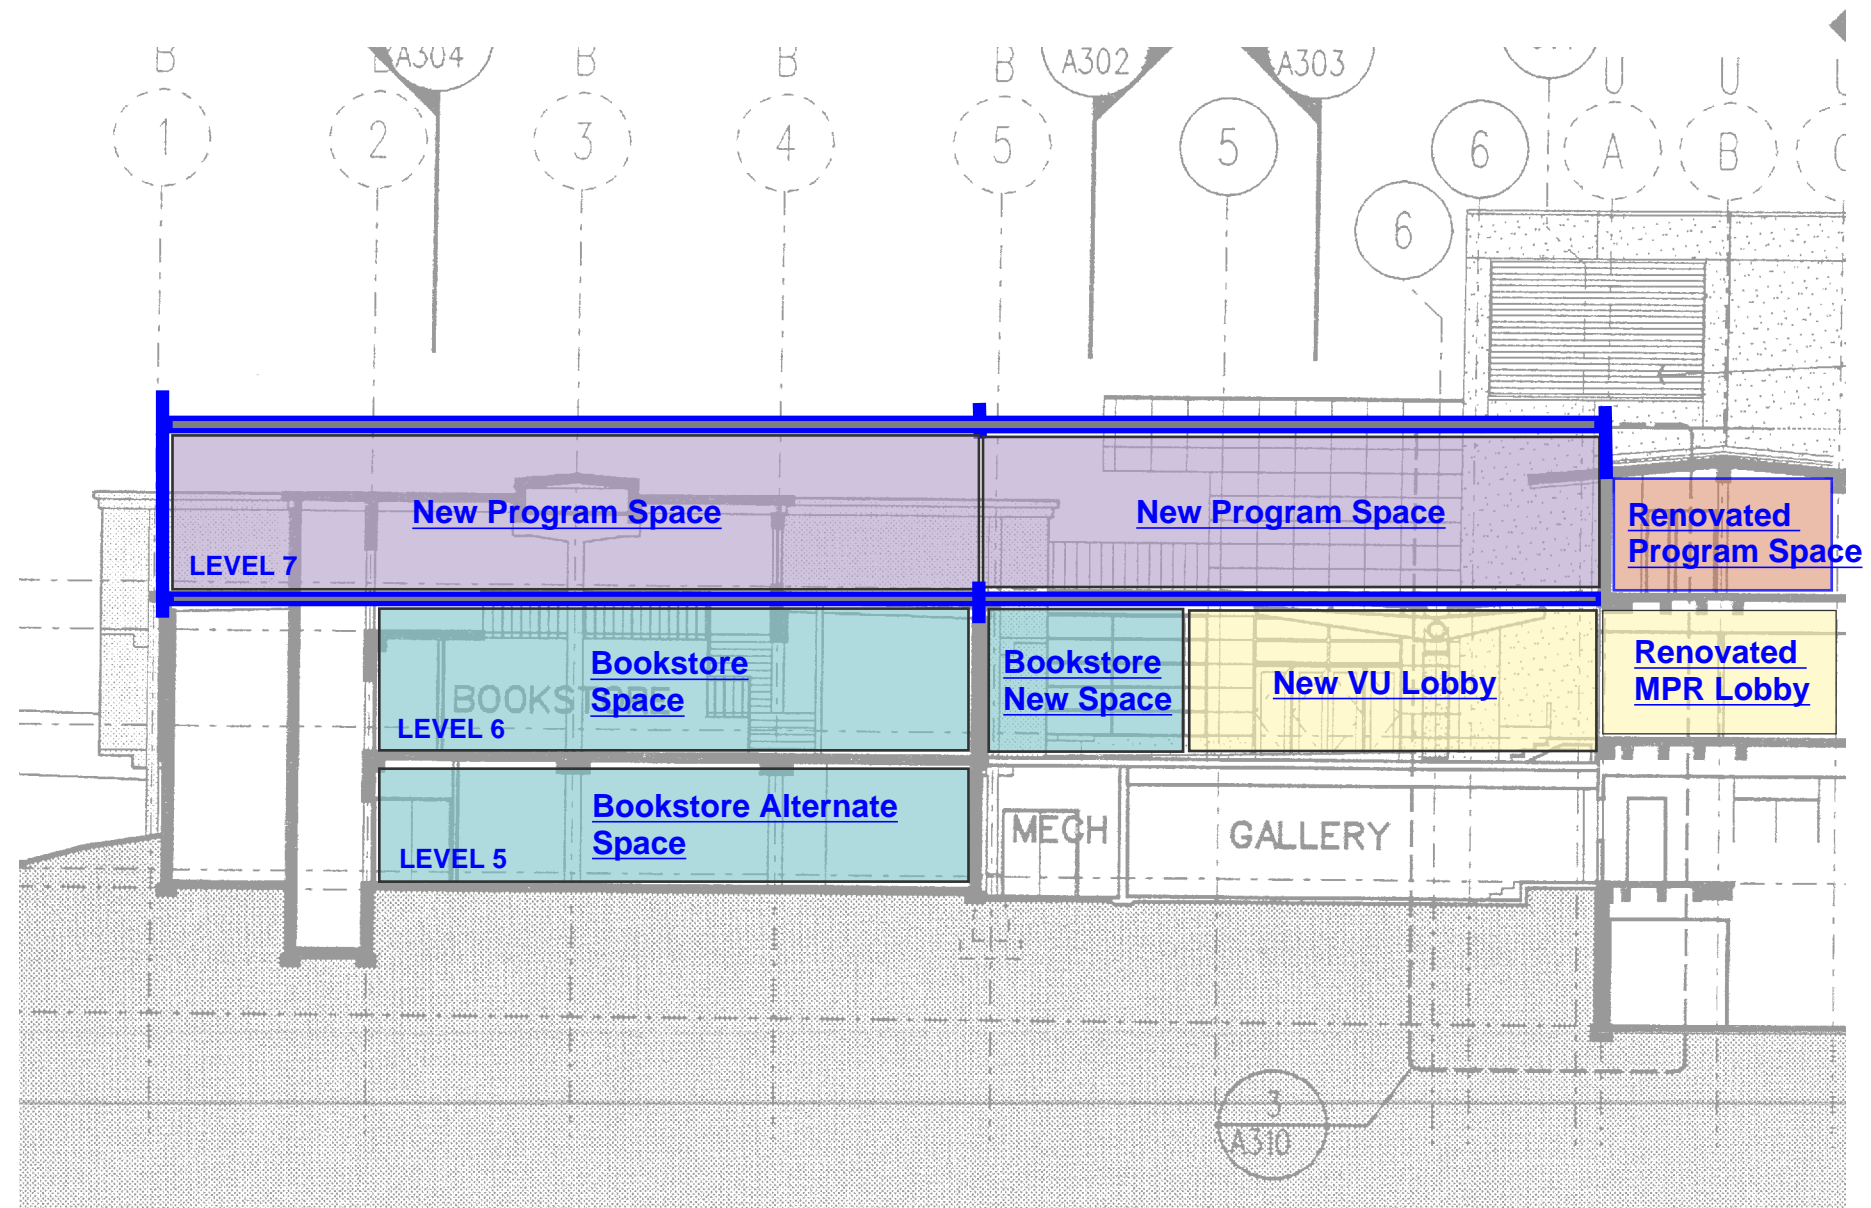 B B B B B U U
A304 A302 A303
1 2 3 4 5 5 6 A B
6
New Program Space
New Program Space
LEVEL 7
Renovated
Program Space
Bookstore
Space
BOOKSTORE
LEVEL 6
Bookstore
New Space
New VU Lobby
Renovated
MPR Lobby
Bookstore Alternate
Space
LEVEL 5
MECH
GALLERY
3
A310